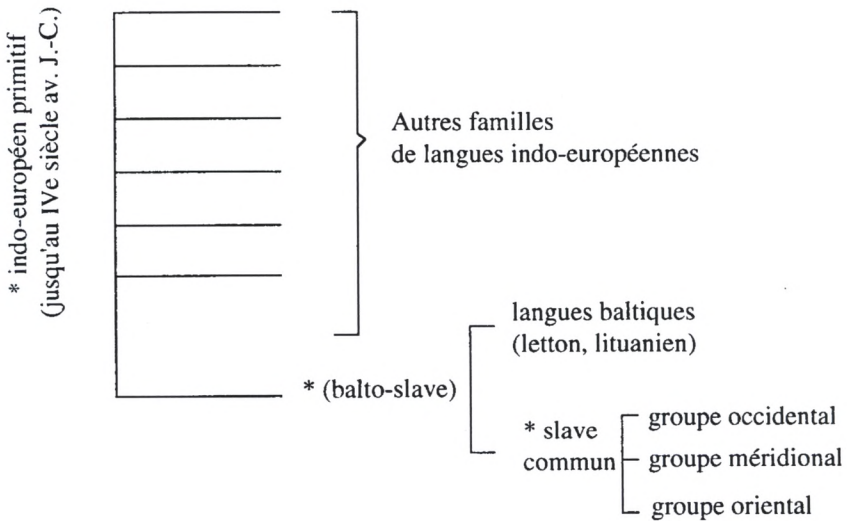 * indo-européen primitif
(jusqu'au IVe siècle av. J.-C.)
Autres familles
de langues indo-européennes
langues baltiques
(letton, lituanien)
* (balto-slave)
* slave
commun
groupe occidental
groupe méridional
groupe oriental